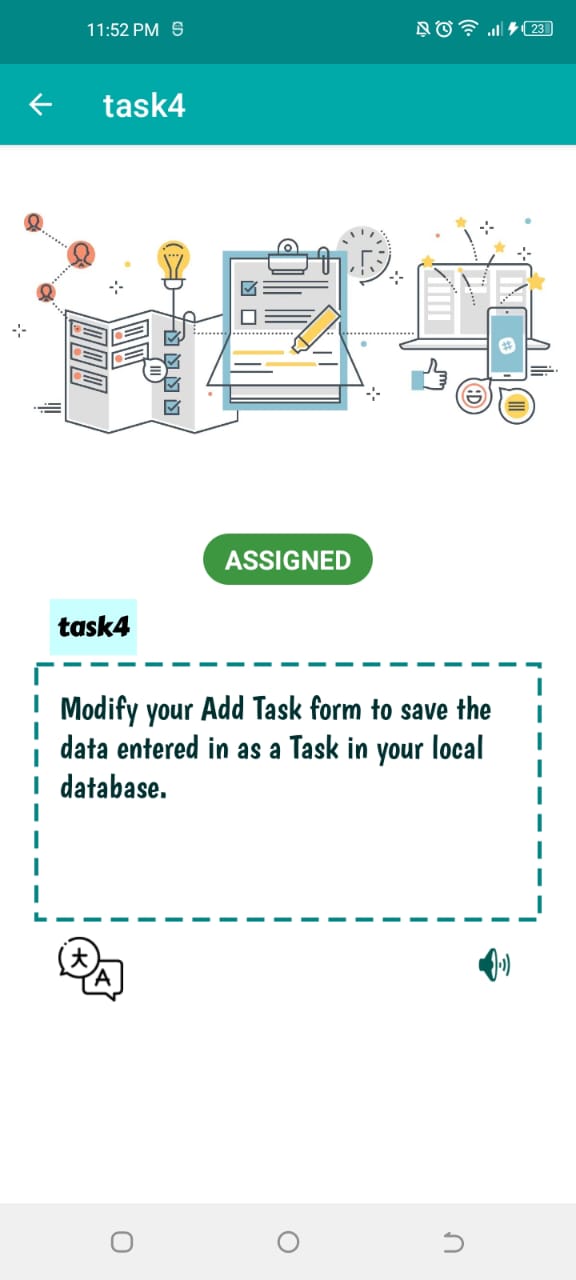 11:52 PM
23
task4
ASSIGNED
task4
Modify your Add Task form to save the
data entered in as a Task in your local
database.
大
A